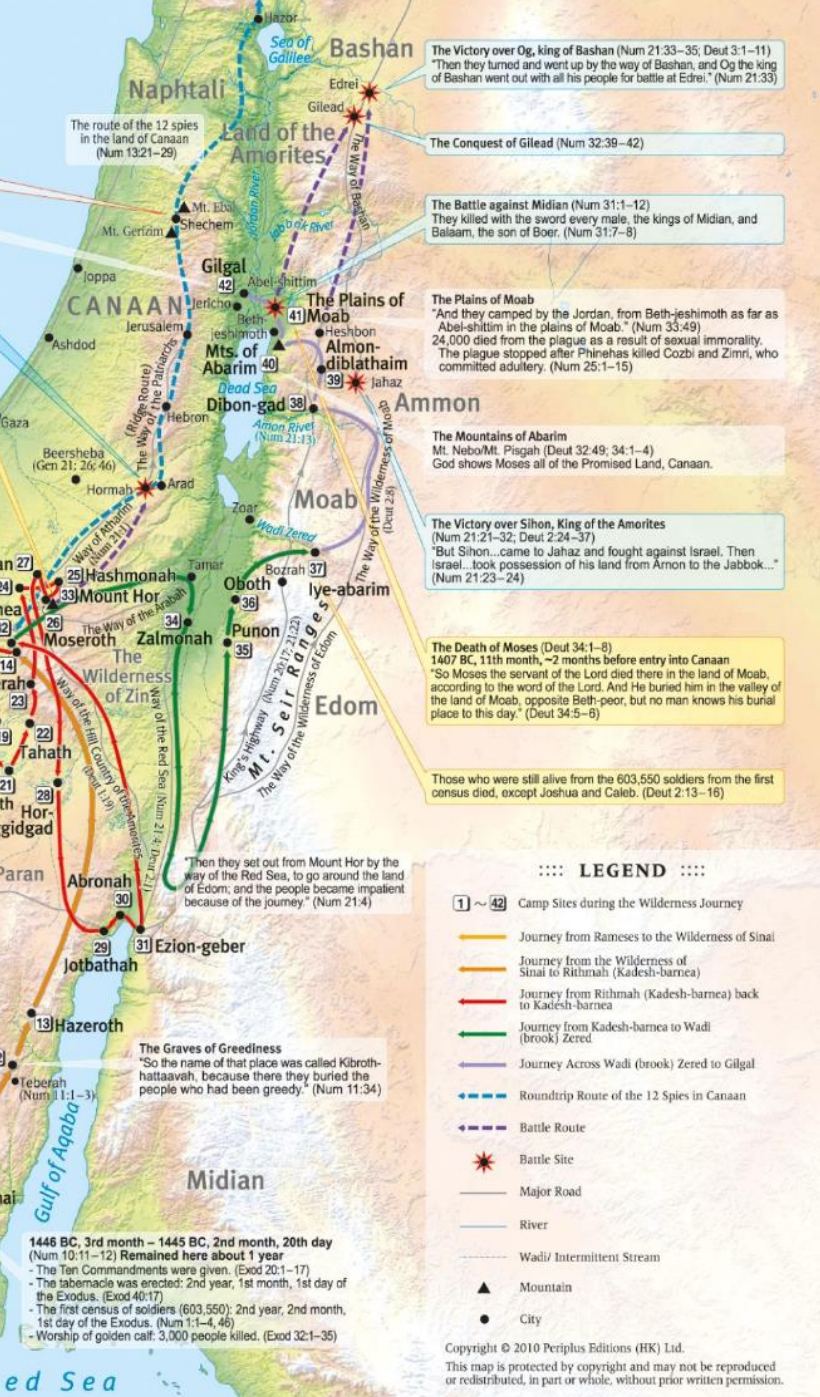 Hazor
Sea of
Galilee
Bashan
The Victory over Og, king of Bashan (Num 21:33–35; Deut 3:1–11)
"Then they turned and went up by the way of Bashan, and Og the king
of Bashan went out with all his people for battle at Edrei." (Num 21:33)
Naphtali
Edrei
Gilead
The route of the 12 spies
in the land of Canaan
(Num 13:21–29)
Land of the
Amorites
The Way of Bashan
The Conquest of Gilead (Num 32:39–42)
Jordan River
Jabbok River
The Battle against Midian (Num 31:1–12)
They killed with the sword every male, the kings of Midian, and
Balaam, the son of Boer. (Num 31:7–8)
Mt. Ebal
Shechem
Mt. Gerizim
Joppa
Gilgal
42
Abel-shittim
CANAAN
Jericho
41
The Plains of
Moab
Beth-
jeshimoth
Jerusalem
Heshbon
Ashdod
Mts. of
Abarim
40
Almon-
diblathaim
39
Jahaz
The Plains of Moab
"And they camped by the Jordan, from Beth-jeshimoth as far as
Abel-shittim in the plains of Moab." (Num 33:49)
24,000 died from the plague as a result of sexual immorality.
The plague stopped after Phinehas killed Cozbi and Zimri, who
committed adultery. (Num 25:1–15)
(Ridge Route)
The Way of the Patriarchs
Dead Sea
Dibon-gad
38
Ammon
Gaza
Hebron
Arnon River
(Num 21:13)
The Mountains of Abarim
Mt. Nebo/Mt. Pisgah (Deut 32:49; 34:1–4)
God shows Moses all of the Promised Land, Canaan.
Beersheba
(Gen 21; 26; 46)
Hormah
Arad
Moab
The Way of the Wilderness of Moab
(Deut 2:8)
Zoar
Wadi Zered
The Victory over Sihon, King of the Amorites
(Num 21:21–32; Deut 2:24–37)
"But Sihon...came to Jahaz and fought against Israel. Then
Israel...took possession of his land from Arnon to the Jabbok..."
(Num 21:23–24)
Way of Atharim
(Num 21:1)
27
25
Hashmonah
Tamar
Bozrah
37
Iye-abarim
33
Mount Hor
Oboth
36
26
Moseroth
The Way of the Arabah
34
Zalmonah
Punon
35
14
The
Wilderness
of Zin
The Death of Moses (Deut 34:1–8)
1407 BC, 11th month, ~2 months before entry into Canaan
"So Moses the servant of the Lord died there in the land of Moab,
according to the word of the Lord. And He buried him in the valley of
the land of Moab, opposite Beth-peor, but no man knows his burial
place to this day." (Deut 34:5–6)
23
22
Tahath
21
28
Hor-
gidgad
Way of the Hill Country of the Amorites
(Deut 1:19)
Way of the Red Sea (Num 21:4; Deut 2:1)
King's Highway (Num 20:17; 21:22)
Mt. Seir Ranges
The Way of the Wilderness of Edom
Edom
Those who were still alive from the 603,550 soldiers from the first
census died, except Joshua and Caleb. (Deut 2:13–16)
Paran
"Then they set out from Mount Hor by the
way of the Red Sea, to go around the land
of Edom; and the people became impatient
because of the journey." (Num 21:4)
Abronah
30
29
Jotbathah
31
Ezion-geber
13
Hazeroth
Teberah
(Num 11:1–3)
The Graves of Greediness
"So the name of that place was called Kibroth-
hattaavah, because there they buried the
people who had been greedy." (Num 11:34)
Gulf of Aqaba
Midian
1446 BC, 3rd month – 1445 BC, 2nd month, 20th day
(Num 10:11–12) Remained here about 1 year
- The Ten Commandments were given. (Exod 20:1–17)
- The tabernacle was erected: 2nd year, 1st month, 1st day of
the Exodus. (Exod 40:17)
- The first census of soldiers (603,550): 2nd year, 2nd month,
1st day of the Exodus. (Num 1:1–4, 46)
- Worship of golden calf: 3,000 people killed. (Exod 32:1–35)
ed Sea
LEGEND
1 ~ 42 Camp Sites during the Wilderness Journey
Journey from Rameses to the Wilderness of Sinai
Journey from the Wilderness of
Sinai to Rithmah (Kadesh-barnea)
Journey from Rithmah (Kadesh-barnea) back
to Kadesh-barnea
Journey from Kadesh-barnea to Wadi
(brook) Zered
Journey Across Wadi (brook) Zered to Gilgal
Roundtrip Route of the 12 Spies in Canaan
Battle Route
Battle Site
Major Road
River
Wadi/ Intermittent Stream
Mountain
City
Copyright © 2010 Periplus Editions (HK) Ltd.
This map is protected by copyright and may not be reproduced
or redistributed, in part or whole, without prior written permission.